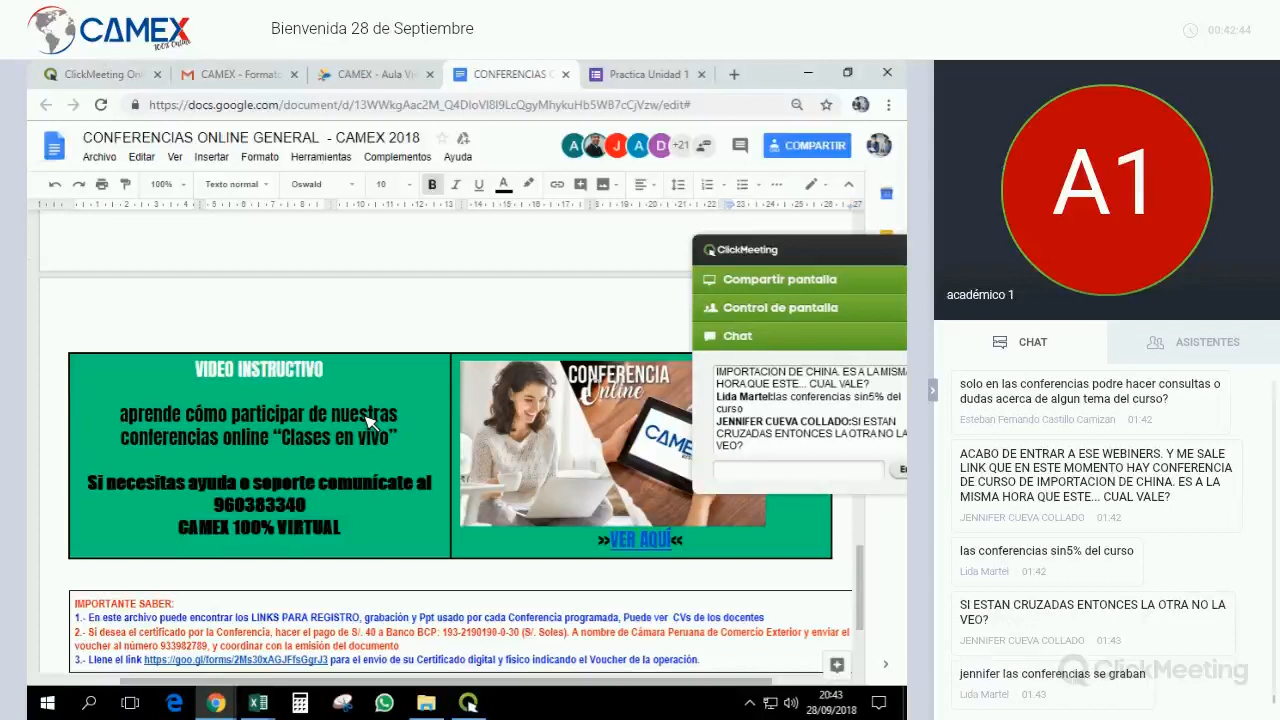 CAMEX
100% Online
Bienvenida 28 de Septiembre
00:42:44
ClickMeeting On
CAMEX - Formato
CAMEX - Aula Vi
CONFERENCIAS O
Practica Unidad 1
https://docs.google.com/document/d/13WWkgAac2M_Q4DIoVI8I9LcQgyMhykuHb5WB7cCjVzw/edit#
CONFERENCIAS ONLINE GENERAL - CAMEX 2018
Archivo Editar Ver Insertar Formato Herramientas Complementos Ayuda
A J A D +21
COMPARTIR
100% Texto normal Oswald 10 B I U A
ClickMeeting
Compartir pantalla
Control de pantalla
Chat
IMPORTACION DE CHINA. ES A LA MISMA
HORA QUE ESTE... CUAL VALE?
Lida Martel:las conferencias sin5% del
curso
JENNIFER CUEVA COLLADO:SI ESTAN
CRUZADAS ENTONCES LA OTRA NO LA
VEO?
VIDEO INSTRUCTIVO
aprende cómo participar de nuestras
conferencias online “Clases en vivo”
Si necesitas ayuda o soporte comunícate al
960383340
CAMEX 100% VIRTUAL
CONFERENCIA
Online
»VER AQUÍ«
IMPORTANTE SABER:
1.- En este archivo puede encontrar los LINKS PARA REGISTRO, grabación y Ppt usado por cada Conferencia programada, Puede ver CVs de los docentes
2.- Si desea el certificado por la Conferencia, hacer el pago de S/. 40 a Banco BCP: 193-2190190-0-30 (S/. Soles). A nombre de Cámara Peruana de Comercio Exterior y enviar el
voucher al número 933982789, y coordinar con la emisión del documento
3.- Llene el link https://goo.gl/forms/2Ms30xAGJFfsGgrJ3 para el envío de su Certificado digital y físico indicando el Voucher de la operación.
20:43
28/09/2018
A1
académico 1
CHAT
ASISTENTES
solo en las conferencias podre hacer consultas o
dudas acerca de algun tema del curso?
Esteban Fernando Castillo Camizan 01:42
ACABO DE ENTRAR A ESE WEBINERS. Y ME SALE
LINK QUE EN ESTE MOMENTO HAY CONFERENCIA
DE CURSO DE IMPORTACION DE CHINA. ES A LA
MISMA HORA QUE ESTE... CUAL VALE?
JENNIFER CUEVA COLLADO 01:42
las conferencias sin5% del curso
Lida Martel 01:42
SI ESTAN CRUZADAS ENTONCES LA OTRA NO LA
VEO?
JENNIFER CUEVA COLLADO 01:43
jennifer las conferencias se graban
Lida Martel 01:43
ClickMeeting